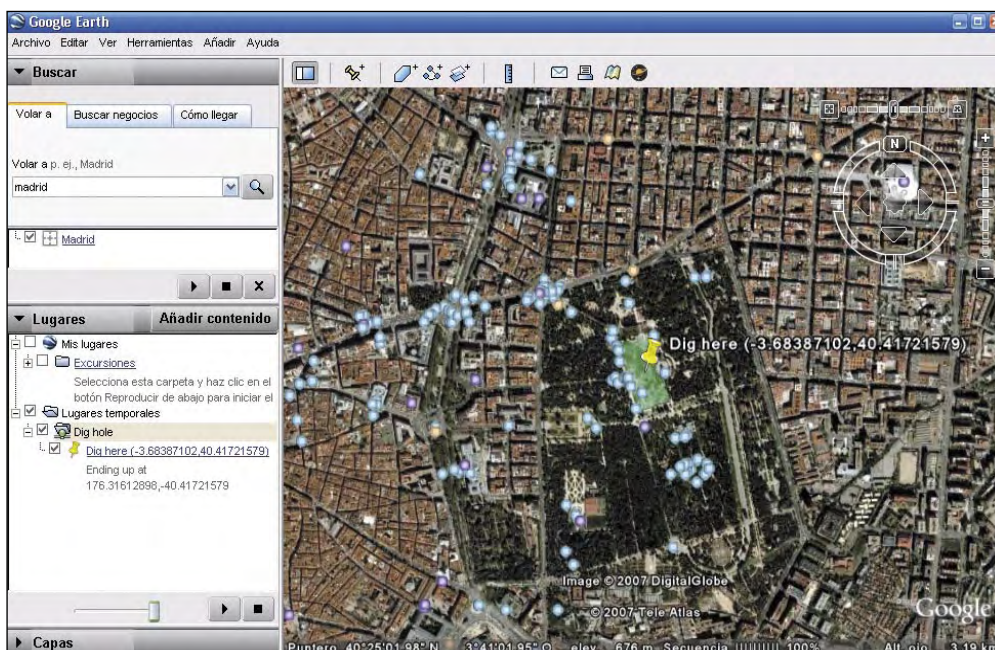 Google Earth
Archivo Editar Ver Herramientas Añadir Ayuda
Buscar
Volar a
Buscar negocios
Cómo llegar
Volar a p. ej., Madrid
madrid
Madrid
Lugares
Añadir contenido
Mis lugares
Excursiones
Selecciona esta carpeta y haz clic en el
botón Reproducir de abajo para iniciar el
Lugares temporales
Dig hole
Dig here (-3.68387102,40.41721579)
Ending up at
176.31612898,-40.41721579
Capas
N
Dig here (-3.68387102,40.41721579)
Image © 2007 DigitalGlobe
© 2007 Tele Atlas
Google
Puntero 40°25'01.98" N 3°41'01.95" O elev. 676 m Secuencia 100% Alt. ojo 3.19 km